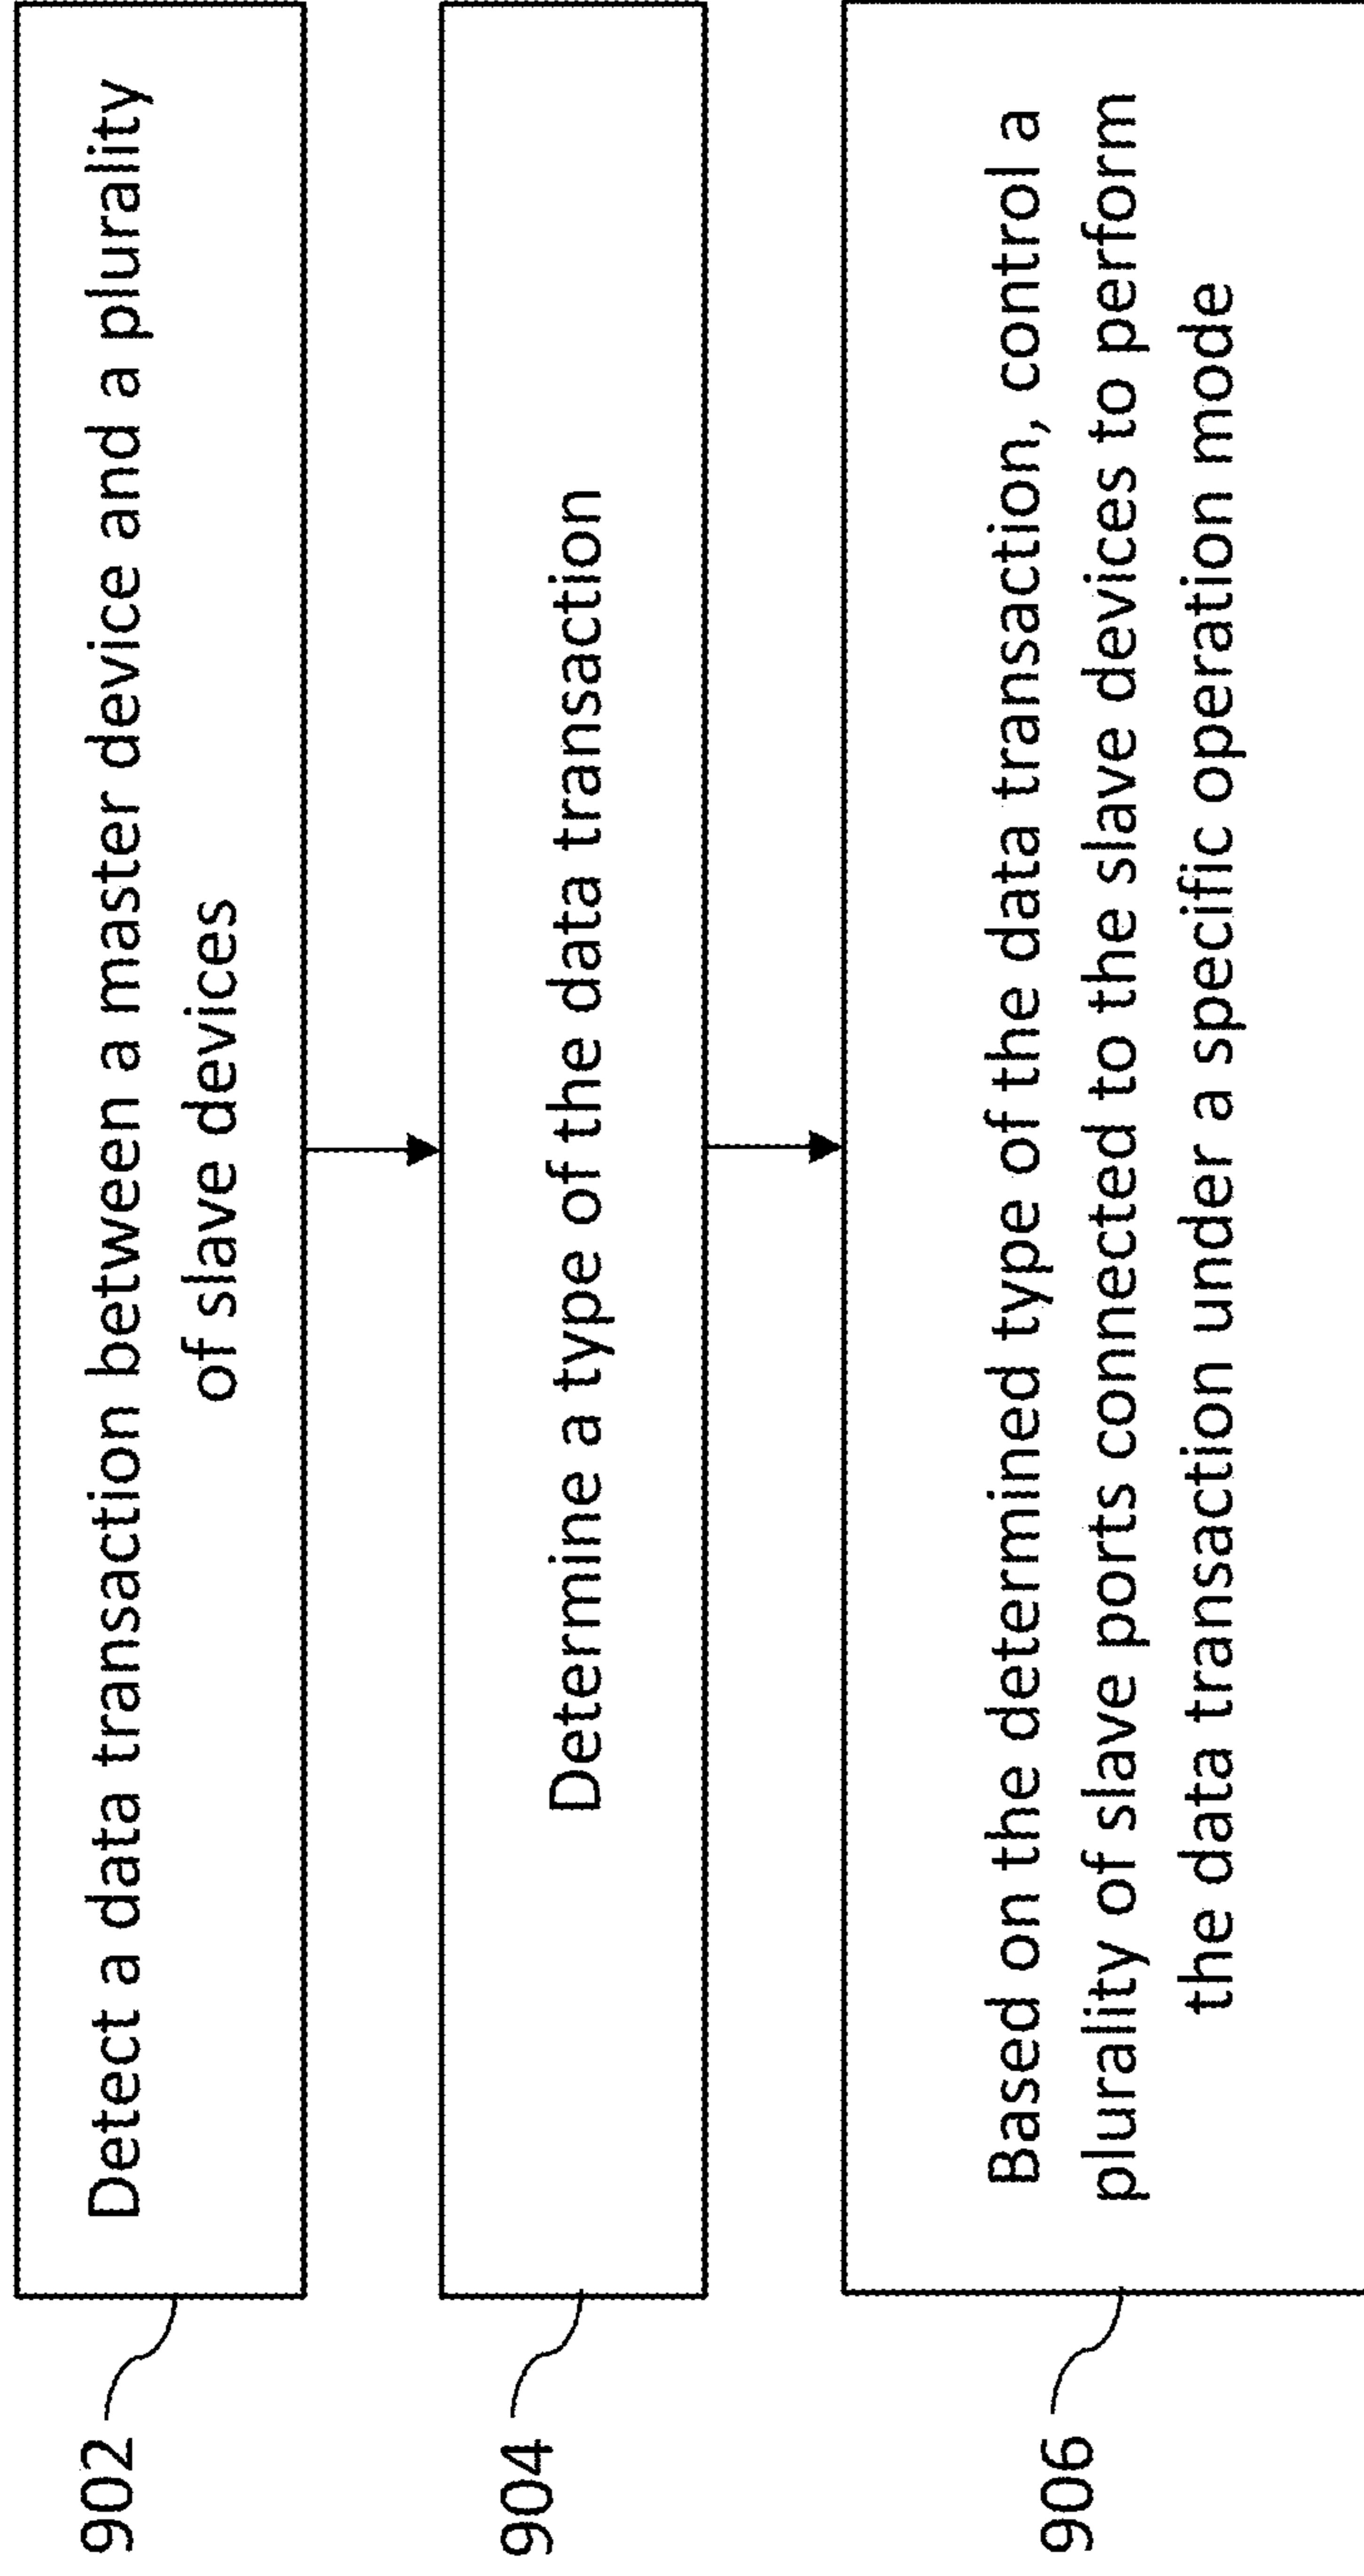 902
Detect a data transaction between a master device and a plurality
of slave devices
904
Determine a type of the data transaction
906
Based on the determined type of the data transaction, control a
plurality of slave ports connected to the slave devices to perform
the data transaction under a specific operation mode